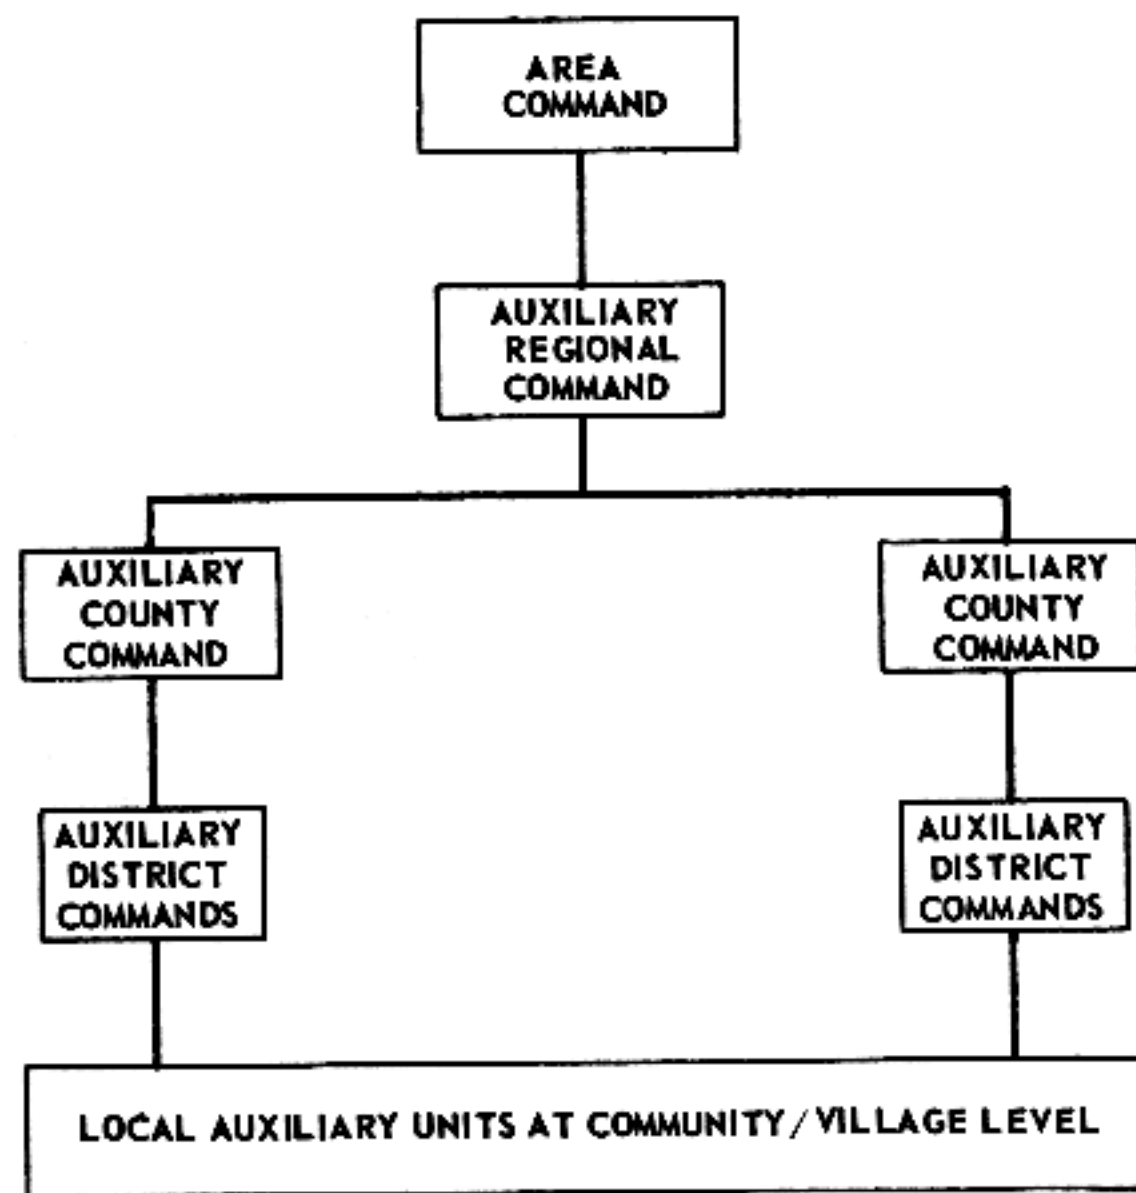 AREA
COMMAND
AUXILIARY
REGIONAL
COMMAND
AUXILIARY
COUNTY
COMMAND
AUXILIARY
COUNTY
COMMAND
AUXILIARY
DISTRICT
COMMANDS
AUXILIARY
DISTRICT
COMMANDS
LOCAL AUXILIARY UNITS AT COMMUNITY/VILLAGE LEVEL